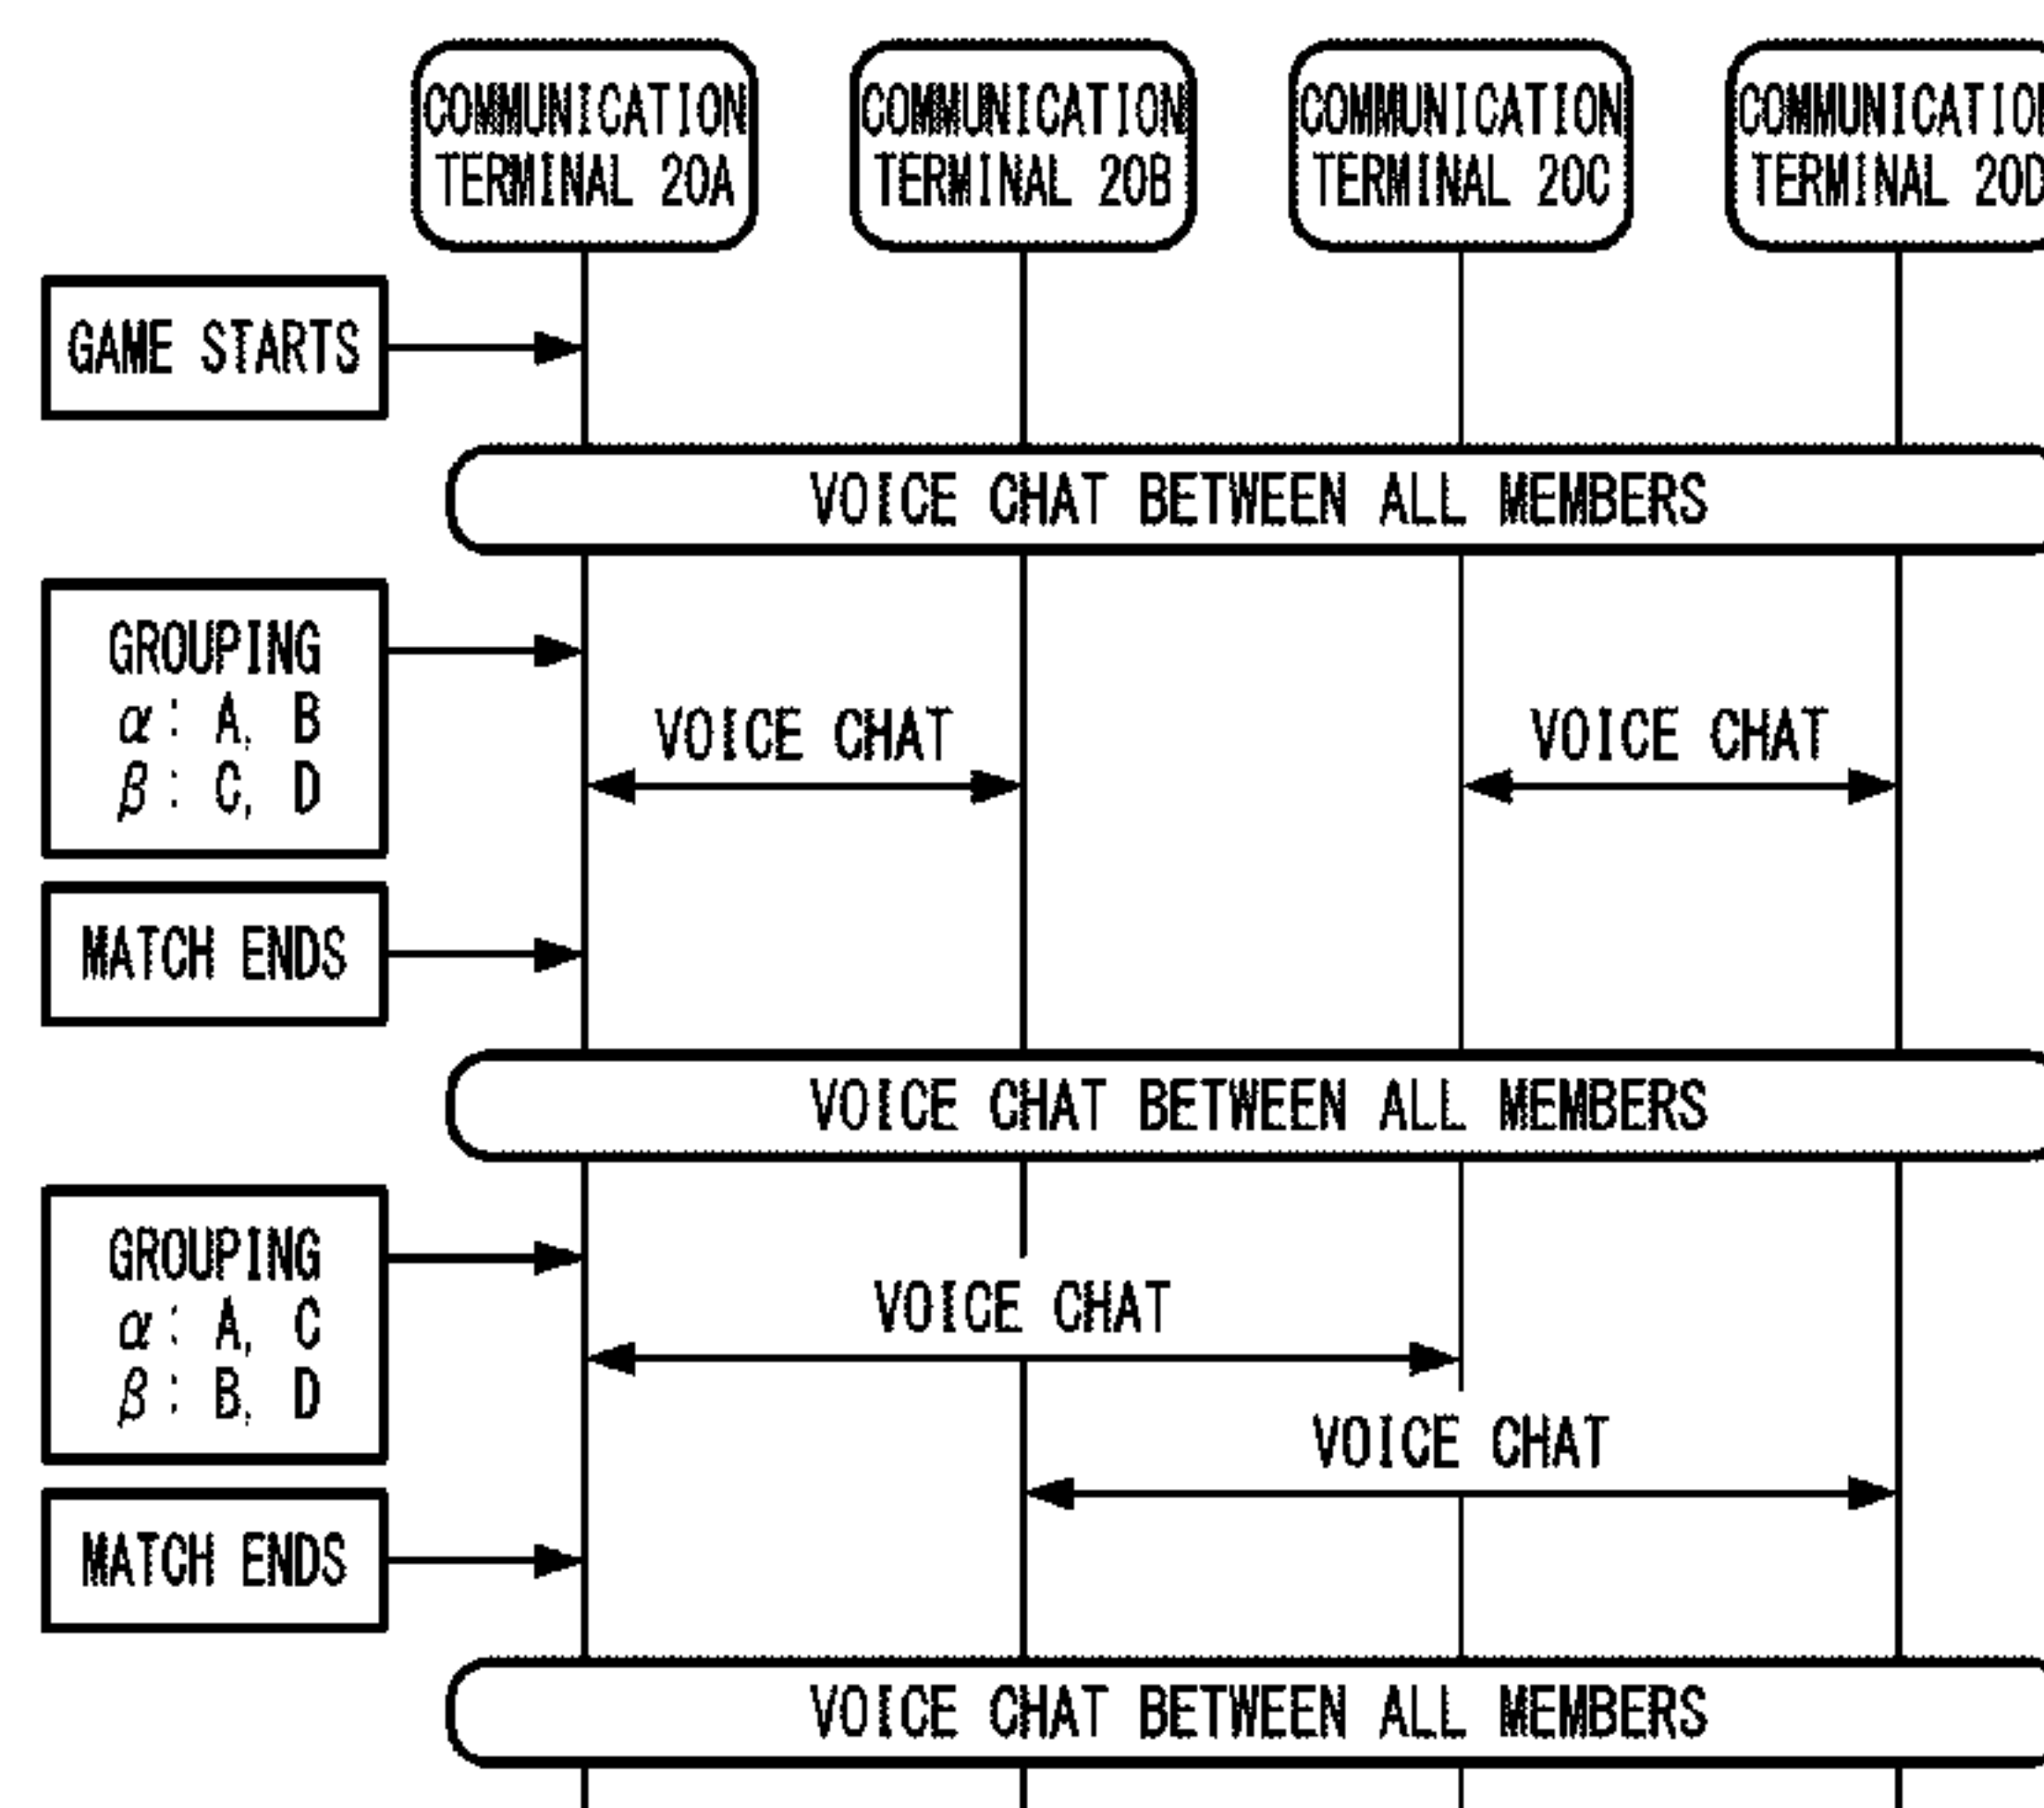 COMMUNICATION
TERMINAL 20A
COMMUNICATION
TERMINAL 20B
COMMUNICATION
TERMINAL 20C
COMMUNICATION
TERMINAL 20D
GAME STARTS
VOICE CHAT BETWEEN ALL MEMBERS
GROUPING
α: A, B
β: C, D
VOICE CHAT
VOICE CHAT
MATCH ENDS
VOICE CHAT BETWEEN ALL MEMBERS
GROUPING
α: A, C
β: B, D
VOICE CHAT
VOICE CHAT
MATCH ENDS
VOICE CHAT BETWEEN ALL MEMBERS